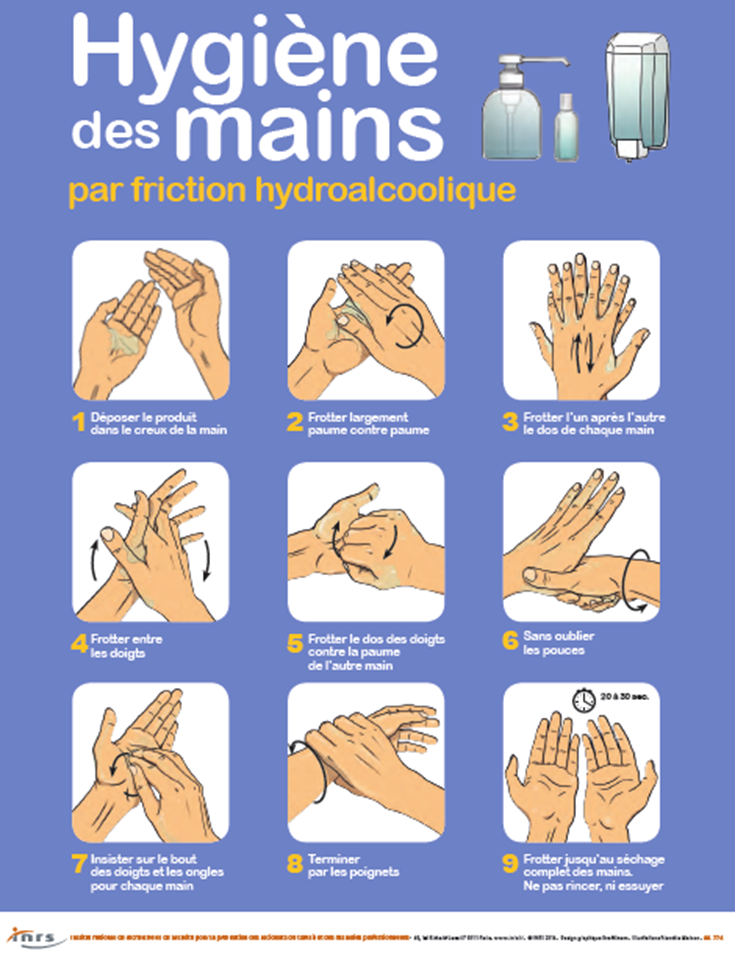 Hygiène
des mains
par friction hydroalcoolique
1 Déposer le produit
dans le creux de la main
2 Frotter largement
paume contre paume
3 Frotter l'un après l'autre
le dos de chaque main
4 Frotter entre
les doigts
5 Frotter le dos des doigts
contre la paume
de l'autre main
6 Sans oublier
les pouces
7 Insister sur le bout
des doigts et les ongles
pour chaque main
8 Terminer
par les poignets
20 à 30 sec.
9 Frotter jusqu'au séchage
complet des mains.
Ne pas rincer, ni essuyer
inrs